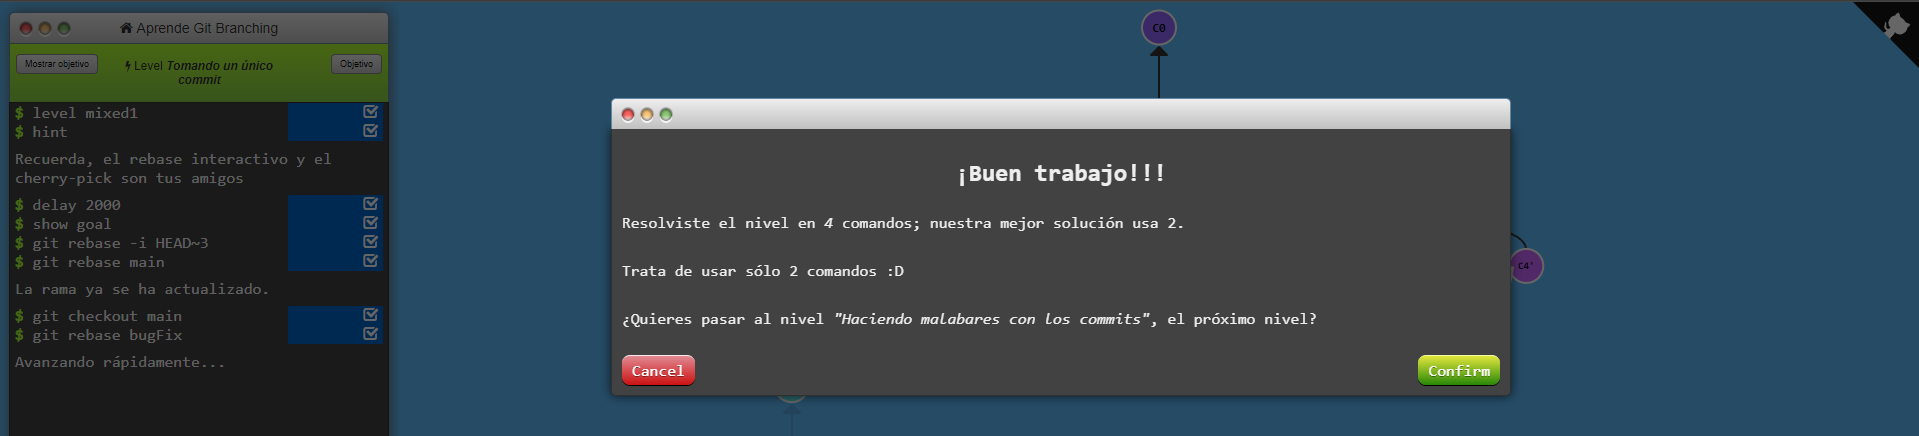 Aprende Git Branching
Mostrar objetivo
Level Tomando un único
commit
Objetivo
$ level mixed1
$ hint
Recuerda, el rebase interactivo y el
cherry-pick son tus amigos
$ delay 2000
$ show goal
$ git rebase -i HEAD~3
$ git rebase main
La rama ya se ha actualizado.
$ git checkout main
$ git rebase bugFix
Avanzando rápidamente...
C0
¡Buen trabajo!!!
Resolviste el nivel en 4 comandos; nuestra mejor solución usa 2.
Trata de usar sólo 2 comandos :D
¿Quieres pasar al nivel "Haciendo malabares con los commits", el próximo nivel?
Cancel
Confirm
C4'